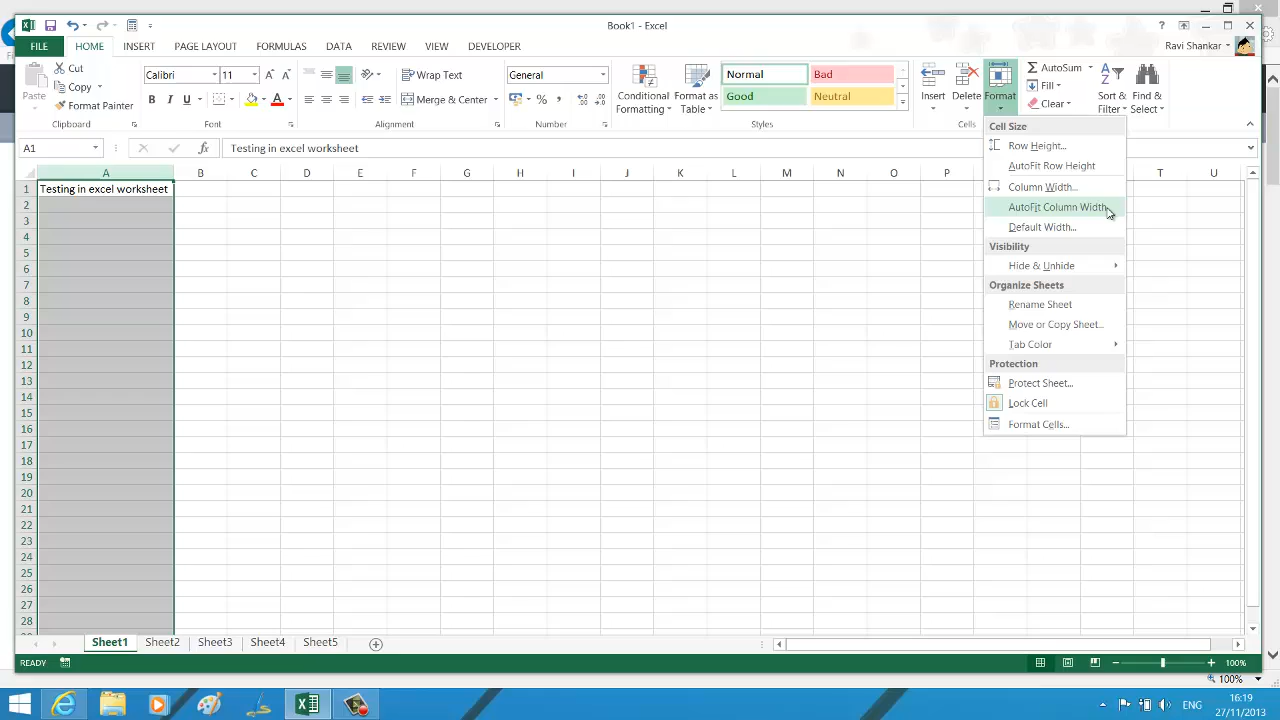 Book1 - Excel
?
FILE HOME INSERT PAGE LAYOUT FORMULAS DATA REVIEW VIEW DEVELOPER
Ravi Shankar
Paste
Cut
Copy
Format Painter
Clipboard
Calibri 11
B I U A
Font
Wrap Text
Merge & Center
Alignment
General
%
Number
Conditional
Formatting
Format as
Table
Normal Bad
Good Neutral
Styles
Insert Delete Format
Cells
AutoSum
Fill
Clear
Sort &
Filter
Find &
Select
A1 fx Testing in excel worksheet
Cell Size
Row Height...
AutoFit Row Height
Column Width...
AutoFit Column Width
Default Width...
Visibility
Hide & Unhide
Organize Sheets
Rename Sheet
Move or Copy Sheet...
Tab Color
Protection
Protect Sheet...
Lock Cell
Format Cells...
A B C D E F G H I J K L M N O P T U
1 Testing in excel worksheet
2
3
4
5
6
7
8
9
10
11
12
13
14
15
16
17
18
19
20
21
22
23
24
25
26
27
28
Sheet1 Sheet2 Sheet3 Sheet4 Sheet5
READY
100%
100%
ENG
16:19
27/11/2013